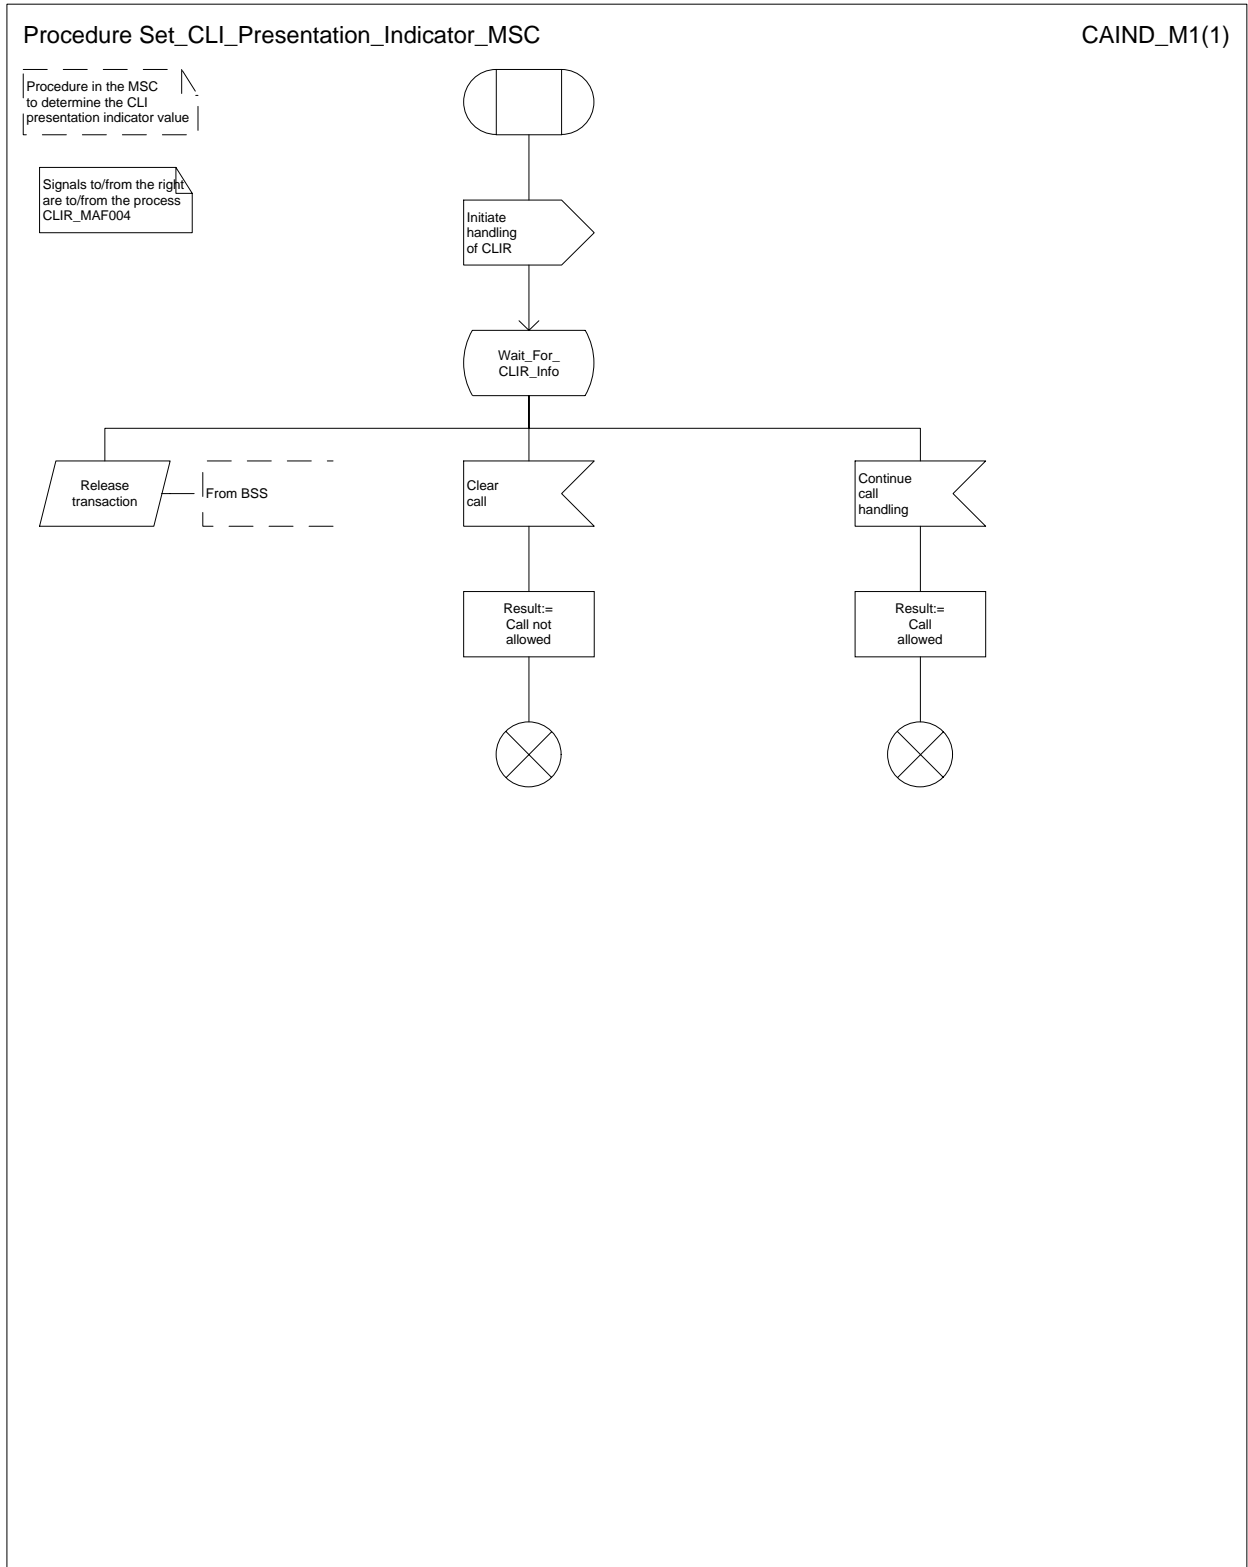 Procedure Set_CLI_Presentation_Indicator_MSC
CAIND_M1(1)
Procedure in the MSC
to determine the CLI
presentation indicator value
Signals to/from the right
are to/from the process
CLIR_MAF004
Initiate
handling
of CLIR
Wait_For_
CLIR_Info
Release
transaction
From BSS
Clear
call
Continue
call
handling
Result:=
Call not
allowed
Result:=
Call
allowed